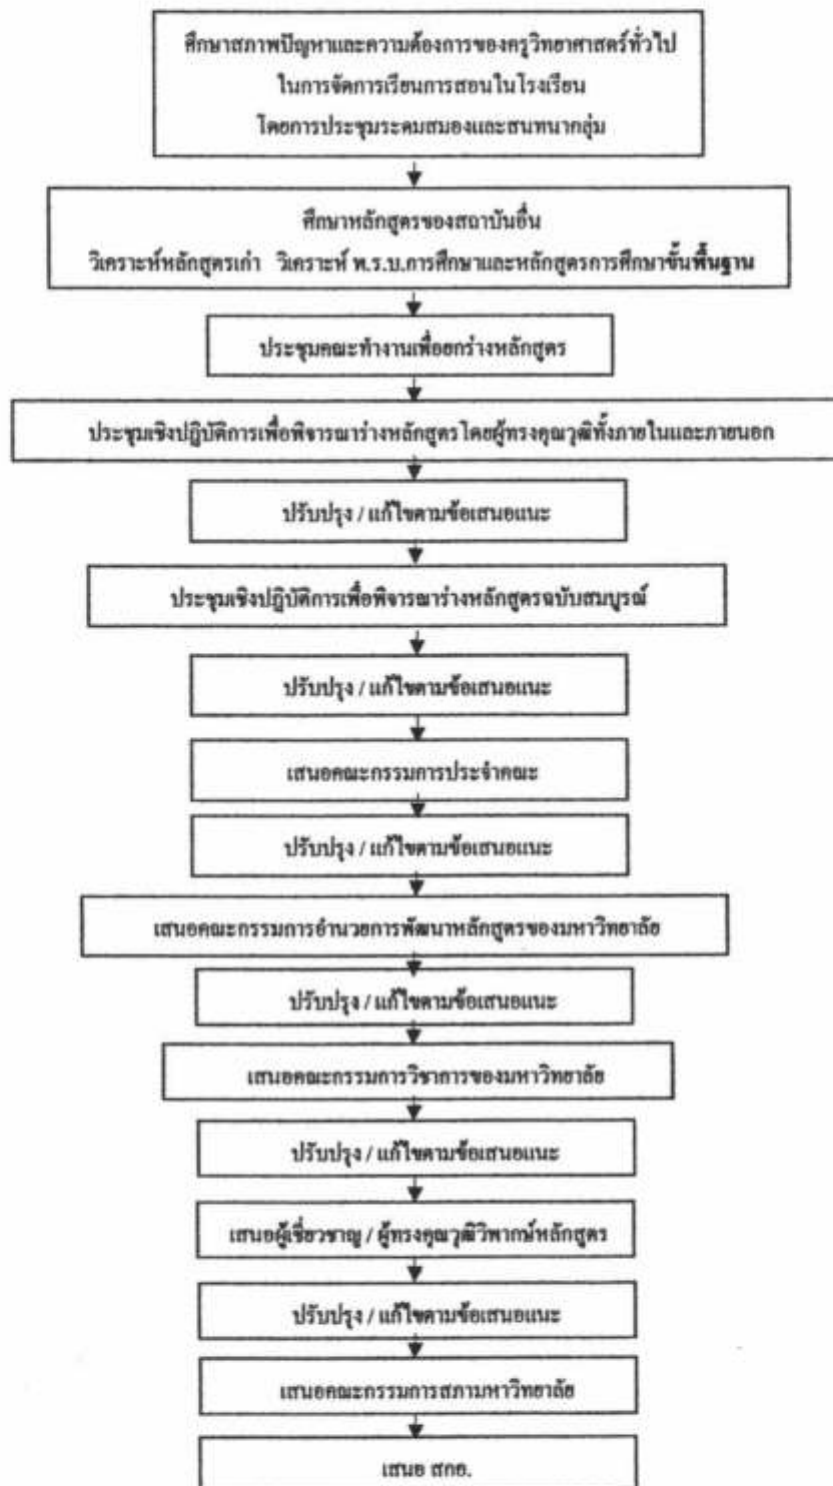 ศึกษาสภาพปัญหาและความต้องการของครูวิทยาศาสตร์ทั่วไป
ในการจัดการเรียนการสอนในโรงเรียน
โดยการประชุมระดมสมองและสนทนากลุ่ม
ศึกษาหลักสูตรของสถาบันอื่น
วิเคราะห์หลักสูตรเก่า วิเคราะห์ พ.ร.บ.การศึกษาและหลักสูตรการศึกษาขั้นพื้นฐาน
ประชุมคณะทำงานเพื่อยกร่างหลักสูตร
ประชุมเชิงปฏิบัติการเพื่อพิจารณาร่างหลักสูตรโดยผู้ทรงคุณวุฒิทั้งภายในและภายนอก
ปรับปรุง / แก้ไขตามข้อเสนอแนะ
ประชุมเชิงปฏิบัติการเพื่อพิจารณาร่างหลักสูตรฉบับสมบูรณ์
ปรับปรุง / แก้ไขตามข้อเสนอแนะ
เสนอคณะกรรมการประจำคณะ
ปรับปรุง / แก้ไขตามข้อเสนอแนะ
เสนอคณะกรรมการอำนวยการพัฒนาหลักสูตรของมหาวิทยาลัย
ปรับปรุง / แก้ไขตามข้อเสนอแนะ
เสนอคณะกรรมการวิชาการของมหาวิทยาลัย
ปรับปรุง / แก้ไขตามข้อเสนอแนะ
เสนอผู้เชี่ยวชาญ / ผู้ทรงคุณวุฒิวิพากษ์หลักสูตร
ปรับปรุง / แก้ไขตามข้อเสนอแนะ
เสนอคณะกรรมการสภามหาวิทยาลัย
เสนอ สกอ.